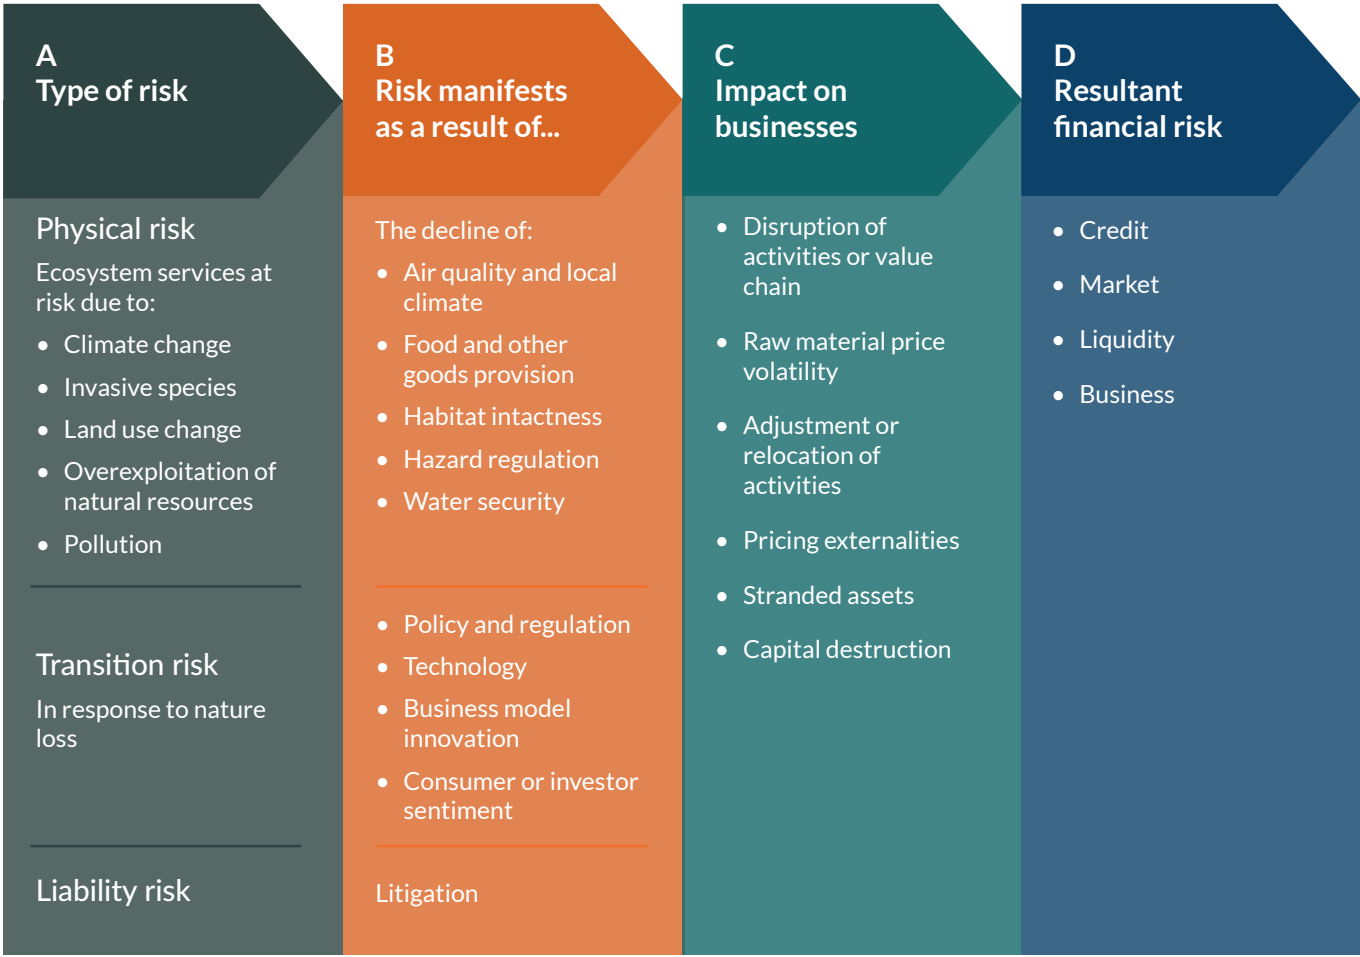 A
Type of risk
Physical risk
Ecosystem services at
risk due to:
• Climate change
• Invasive species
• Land use change
• Overexploitation of
natural resources
• Pollution
Transition risk
In response to nature
loss
Liability risk
B
Risk manifests
as a result of...
The decline of:
• Air quality and local
climate
• Food and other
goods provision
• Habitat intactness
• Hazard regulation
• Water security
• Policy and regulation
• Technology
• Business model
innovation
• Consumer or investor
sentiment
Litigation
C
Impact on
businesses
• Disruption of
activities or value
chain
• Raw material price
volatility
• Adjustment or
relocation of
activities
• Pricing externalities
• Stranded assets
• Capital destruction
D
Resultant
financial risk
• Credit
• Market
• Liquidity
• Business